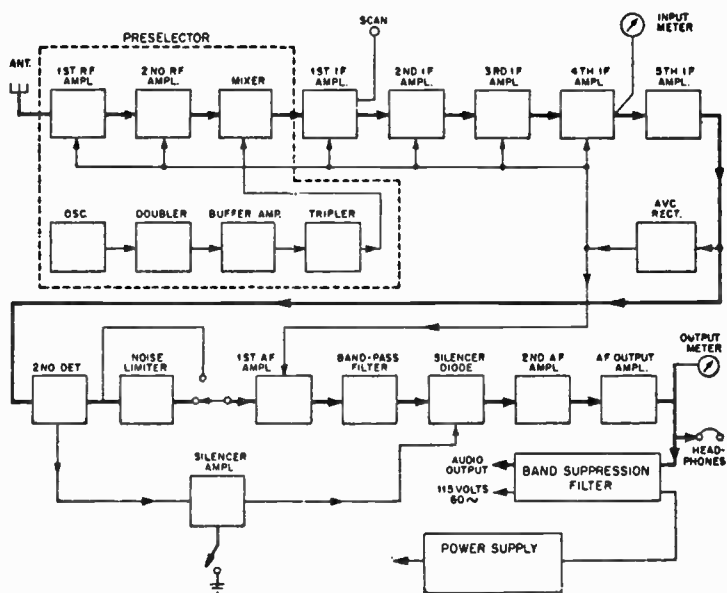 PRESELECTOR
SCAN
INPUT
METER
ANT.
1ST RF
AMPL
2ND RF
AMPL.
MIXER
1ST IF
AMPL.
2ND IF
AMPL.
3RD IF
AMPL.
4TH IF
AMPL.
5TH IF
AMPL.
OSC.
DOUBLER
BUFFER AMP.
TRIPLER
AVC
RECT.
2ND DET
NOISE
LIMITER
1ST AF
AMPL
BAND-PASS
FILTER
SILENCER
DIODE
2ND AF
AMPL
AF OUTPUT
AMPL.
OUTPUT
METER
HEAD-
PHONES
SILENCER
AMPL
AUDIO
OUTPUT
115 VOLTS
60~
BAND SUPPRESSION
FILTER
POWER SUPPLY